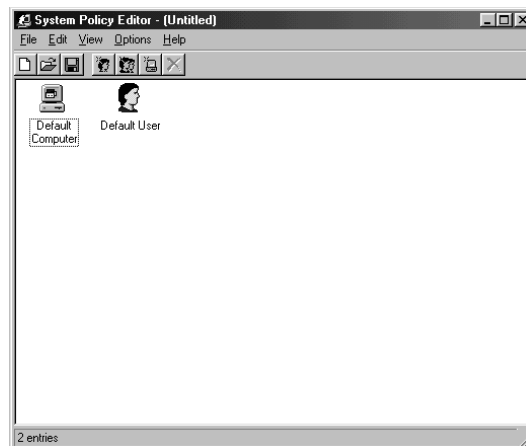 System Policy Editor - (Untitled)
File Edit View Options Help
Default Computer
Default User
2 entries